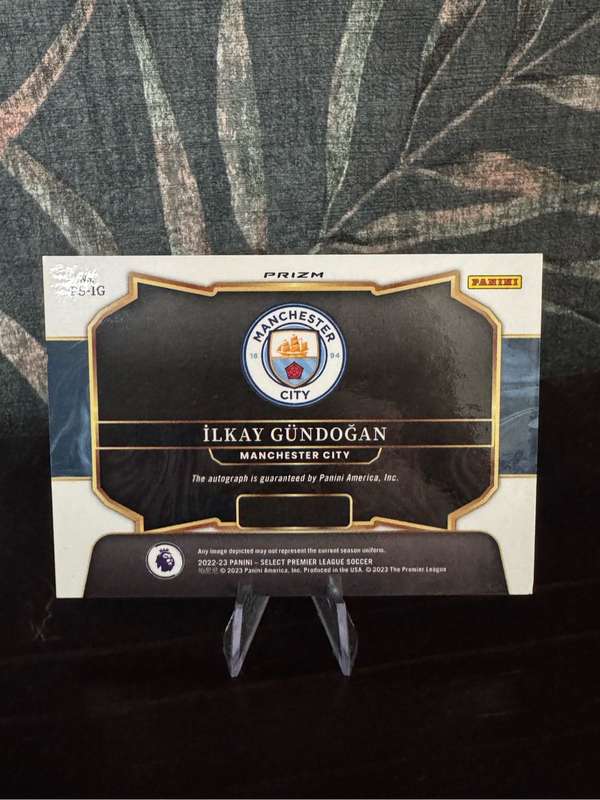 No.
PS-IG
PRIZM
PANINI
MANCHESTER
18 94
CITY
İLKAY GÜNDOĞAN
MANCHESTER CITY
The autograph is guaranteed by Panini America, Inc.
Any image depicted may not represent the current season uniform.
2022-23 PANINI – SELECT PREMIER LEAGUE SOCCER
© 2023 Panini America, Inc. Produced in the USA. © 2023 The Premier League